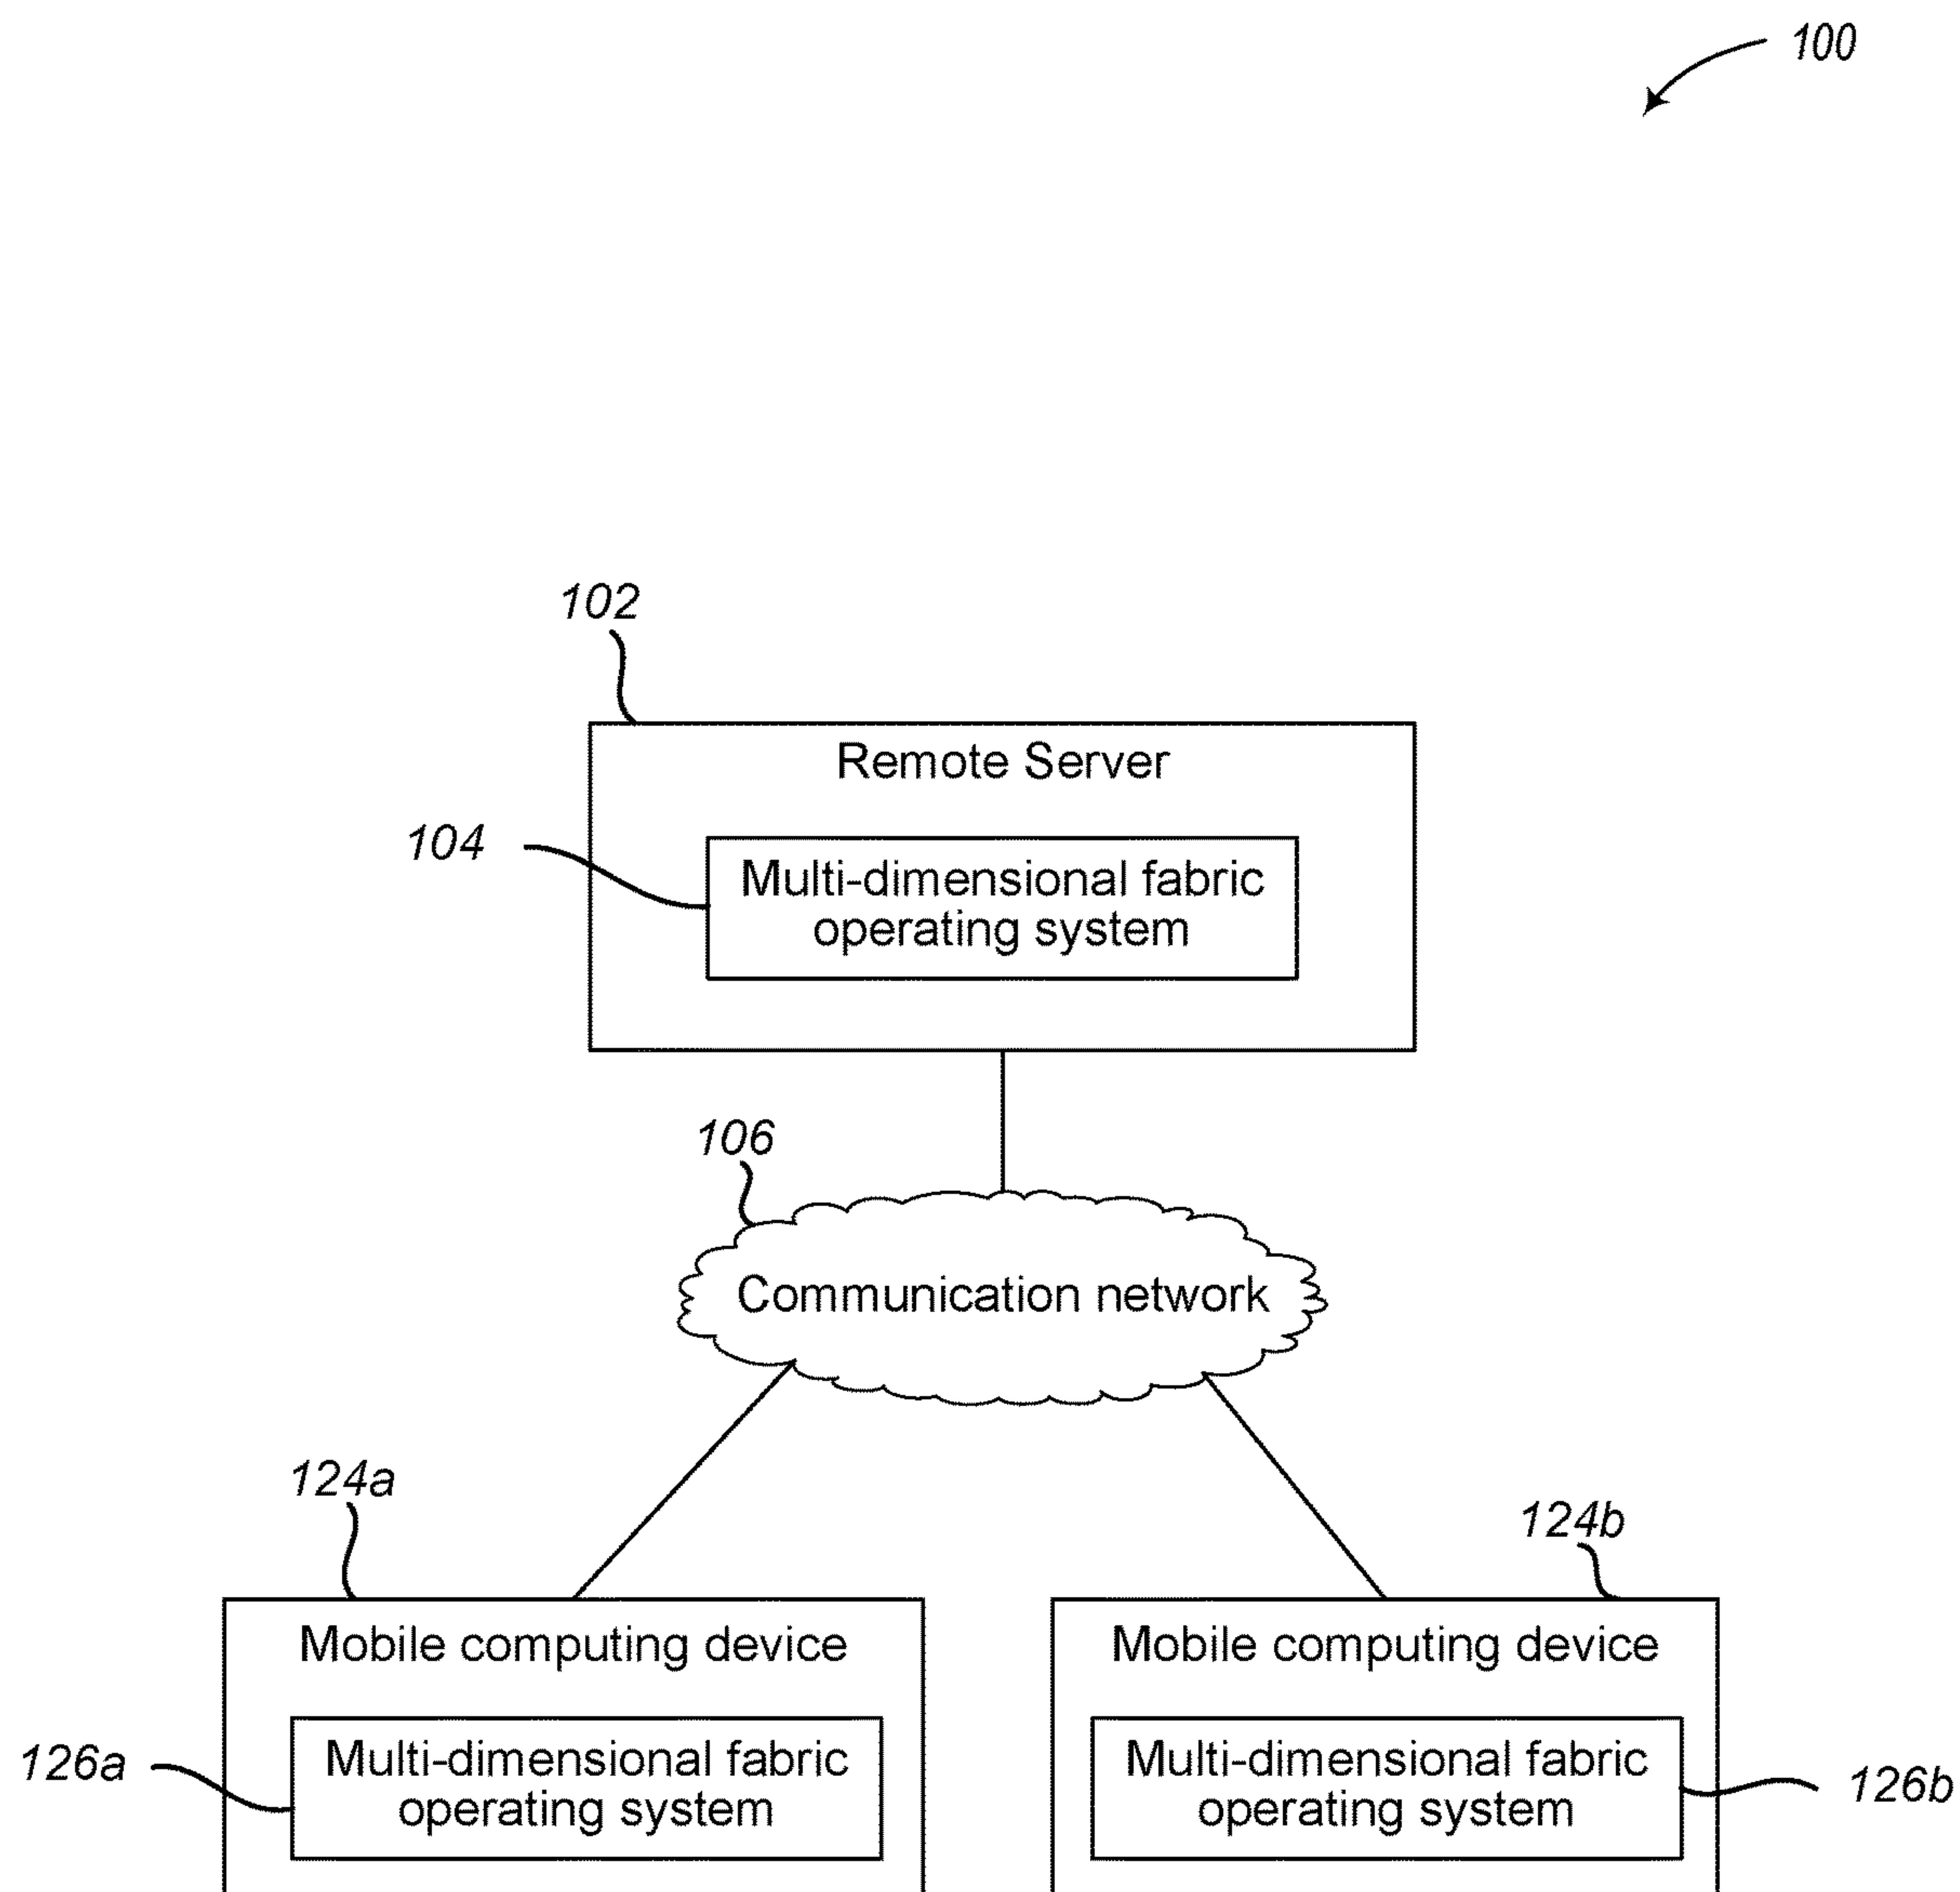 100
102
Remote Server
104
Multi-dimensional fabric
operating system
106
Communication network
124a
124b
Mobile computing device
Mobile computing device
126a
Multi-dimensional fabric
operating system
Multi-dimensional fabric
operating system
126b